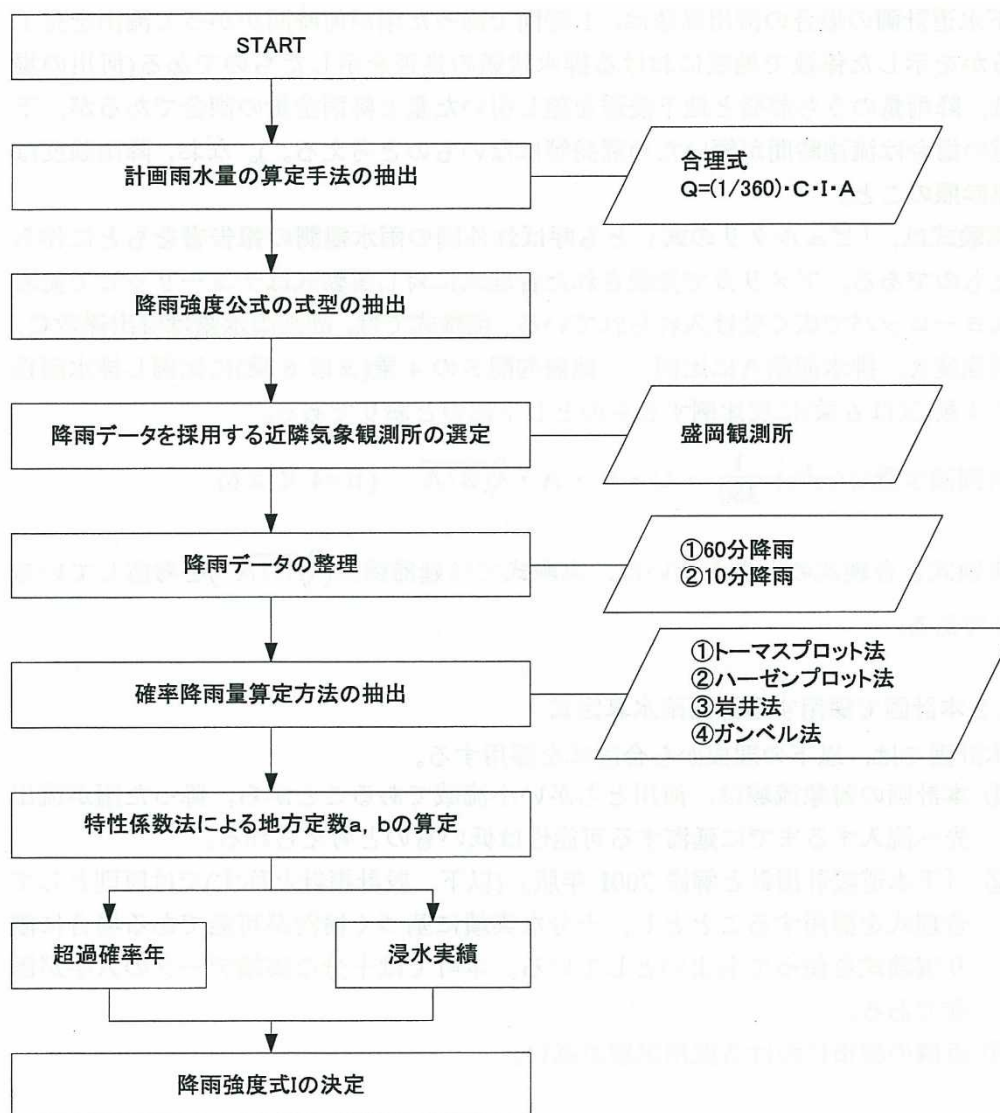 START
計画雨水量の算定手法の抽出
合理式
Q=(1/360)・C・I・A
降雨強度公式の式型の抽出
降雨データを採用する近隣気象観測所の選定
盛岡観測所
降雨データの整理
①60分降雨
②10分降雨
確率降雨量算定方法の抽出
①トーマスプロット法
②ハーゼンプロット法
③岩井法
④ガンベル法
特性係数法による地方定数a, bの算定
超過確率年
浸水実績
降雨強度式Iの決定